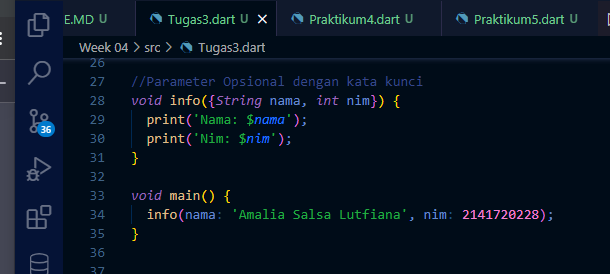 E.MD U Tugas3.dart U Praktikum4.dart U Praktikum5.dart U
Week 04 > src > Tugas3.dart
26
27 //Parameter Opsional dengan kata kunci
28 void info({String nama, int nim}) {
29 print('Nama: $nama');
30 print('Nim: $nim');
31 }
32
33 void main() {
34 info(nama: 'Amalia Salsa Lutfiana', nim: 2141720228);
35 }
36
37
36